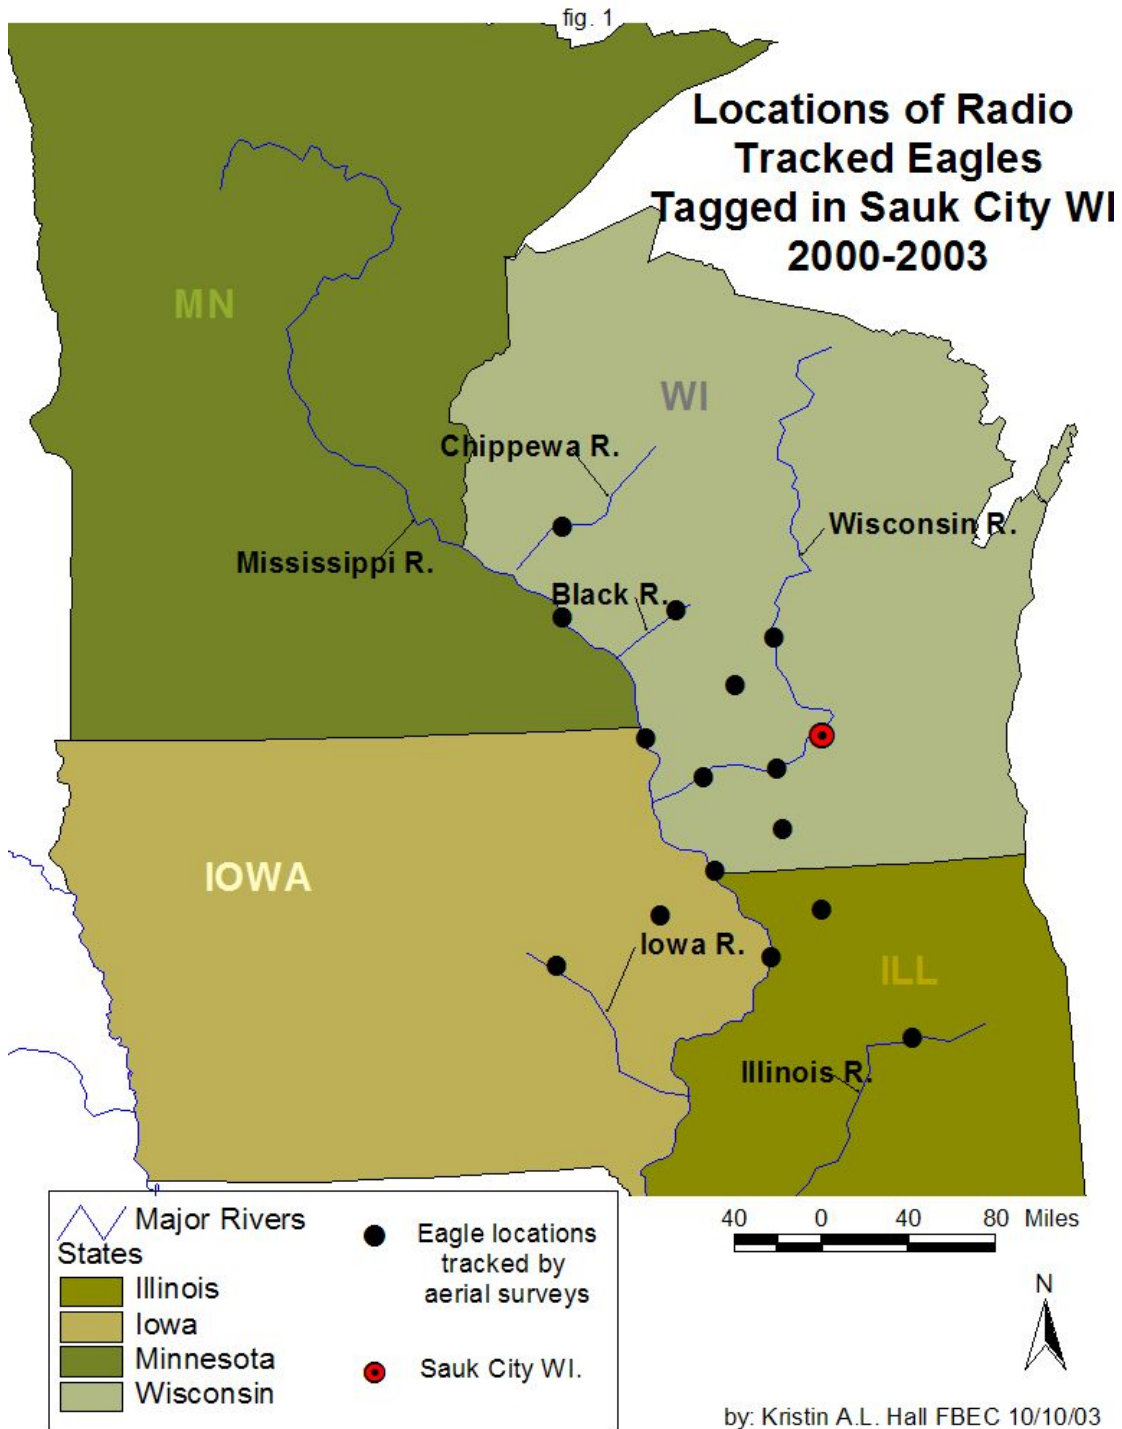 fig. 1
Locations of Radio
Tracked Eagles
Tagged in Sauk City WI
2000-2003
MN
WI
Chippewa R.
Wisconsin R.
Mississippi R.
Black R.
IOWA
Iowa R.
ILL
Illinois R.
Major Rivers
States
Illinois
Iowa
Minnesota
Wisconsin
Eagle locations
tracked by
aerial surveys
Sauk City WI.
40 0 40 80 Miles
N
by: Kristin A.L. Hall FBEC 10/10/03